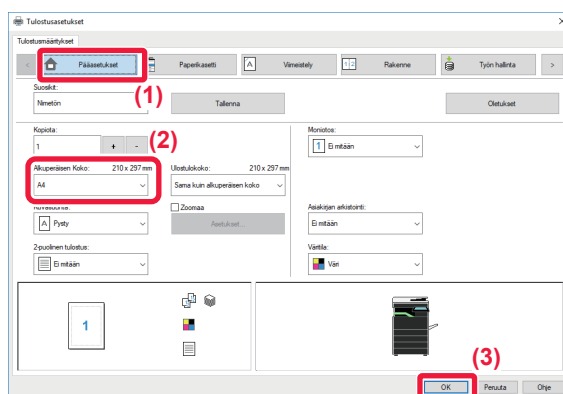 Tulostusasetukset
Tulostusmääritykset
Pääasetukset
Paperikasetti
Viimeistely
Rakenne
Työn hallinta
(1)
Suosikit:
Nimetön
Tallenna
Oletukset
Kopiota:
1
+
-
(2)
Moniotos:
1 Ei mitään
Alkuperäisen Koko: 210 x 297 mm
A4
Ulostulokoko: 210 x 297 mm
Sama kuin alkuperäisen koko
Zoomaa
A Pysty
Asetukset...
Asiakirjan arkistointi:
Ei mitään
2-puolinen tulostus:
Ei mitään
Väritila:
Väri
1
(3)
OK
Peruuta
Ohje